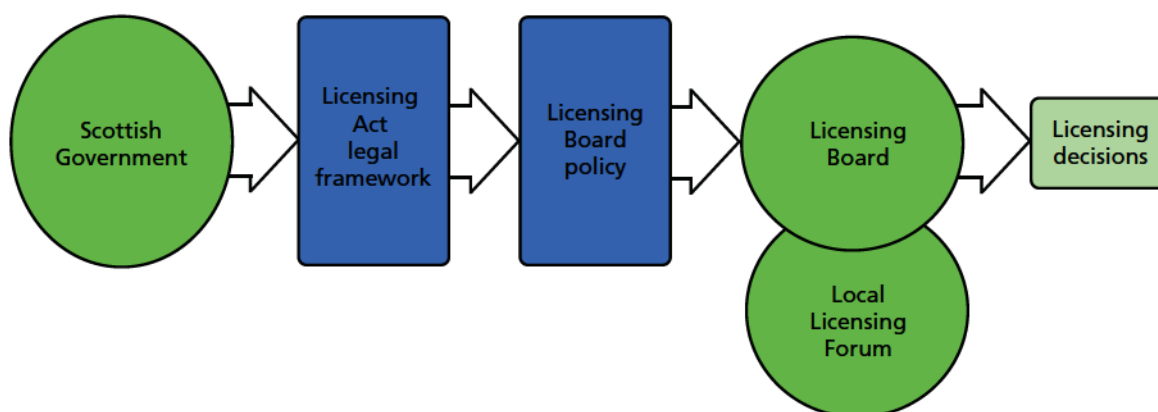 Scottish
Government
Licensing
Act
legal
framework
Licensing
Board
policy
Licensing
Board
Licensing
decisions
Local
Licensing
Forum